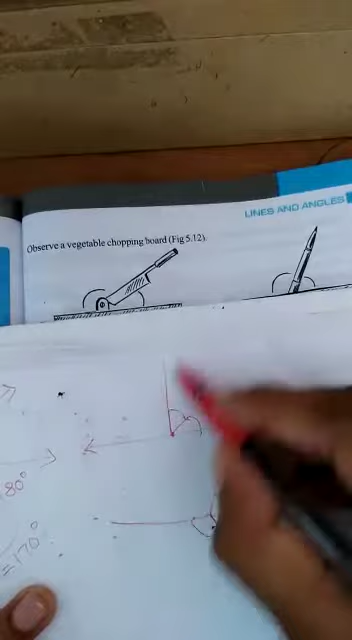 LINES AND ANGLES
Observe a vegetable chopping board (Fig 5.12).
80°
=170°